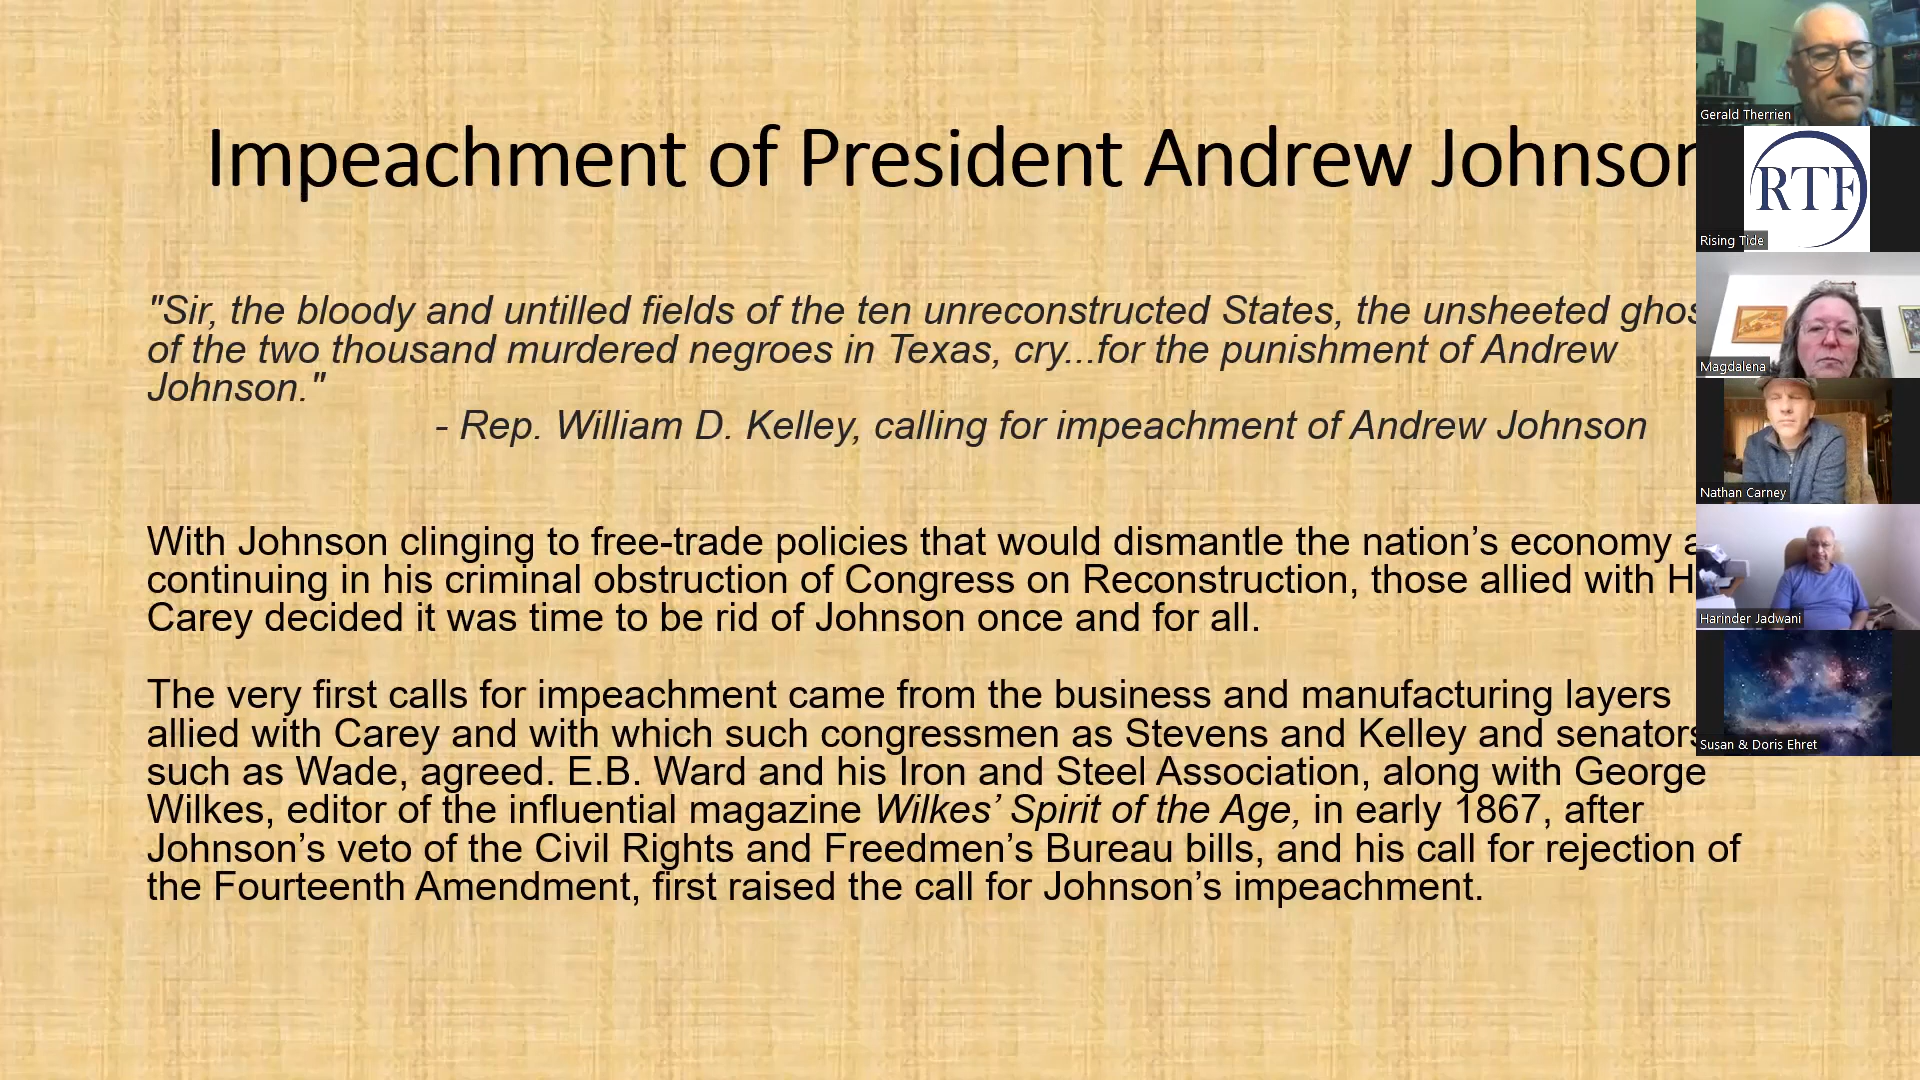 Impeachment of President Andrew Johnson
"Sir, the bloody and untilled fields of the ten unreconstructed States, the unsheeted
of the two thousand murdered negroes in Texas, cry...for the punishment of Andrew
Johnson."
- Rep. William D. Kelley, calling for impeachment of Andrew Johnson
With Johnson clinging to free-trade policies that would dismantle the nation’s economy
continuing in his criminal obstruction of Congress on Reconstruction, those allied with
Carey decided it was time to be rid of Johnson once and for all.
The very first calls for impeachment came from the business and manufacturing layers
allied with Carey and with which such congressmen as Stevens and Kelley and senators
such as Wade, agreed. E.B. Ward and his Iron and Steel Association, along with George
Wilkes, editor of the influential magazine Wilkes’ Spirit of the Age, in early 1867, after
Johnson’s veto of the Civil Rights and Freedmen’s Bureau bills, and his call for rejection of
the Fourteenth Amendment, first raised the call for Johnson’s impeachment.
Gerald Therrien
RTF
Rising Tide
Magdalena
Nathan Carney
Harinder Jadwani
Susan & Doris Ehret